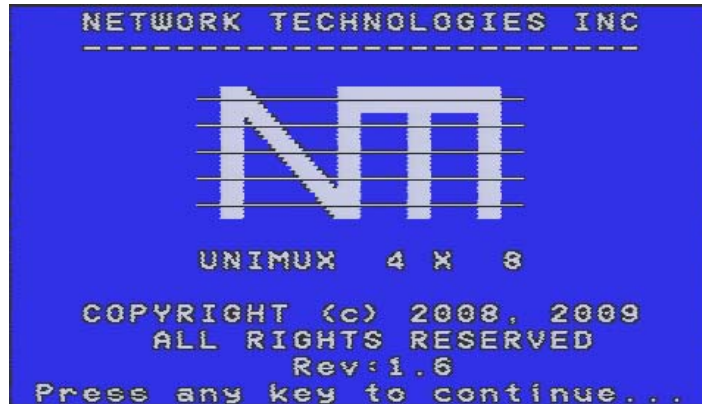 NETWORK TECHNOLOGIES INC
NTI
UNIMUX 4 X 8
COPYRIGHT (c) 2008, 2009
ALL RIGHTS RESERVED
Rev:1.6
Press any key to continue...